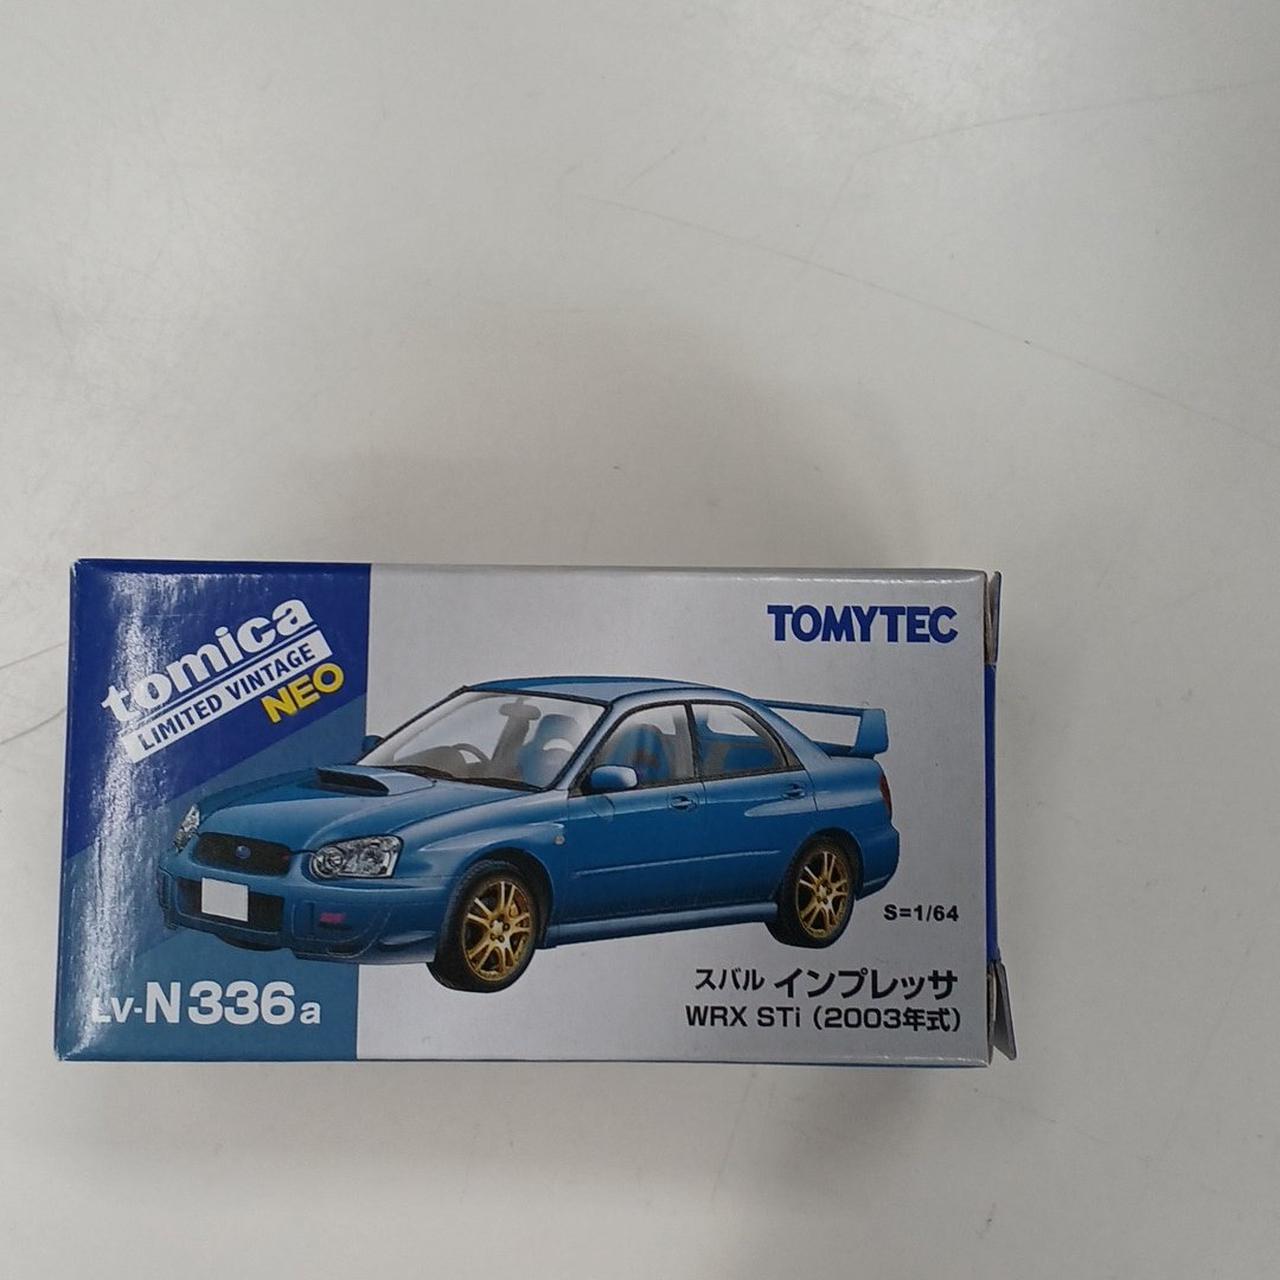 tomica
LIMITED VINTAGE
NEO
TOMYTEC
S=1/64
LV-N336a
スバル インプレッサ
WRX STi (2003年式)